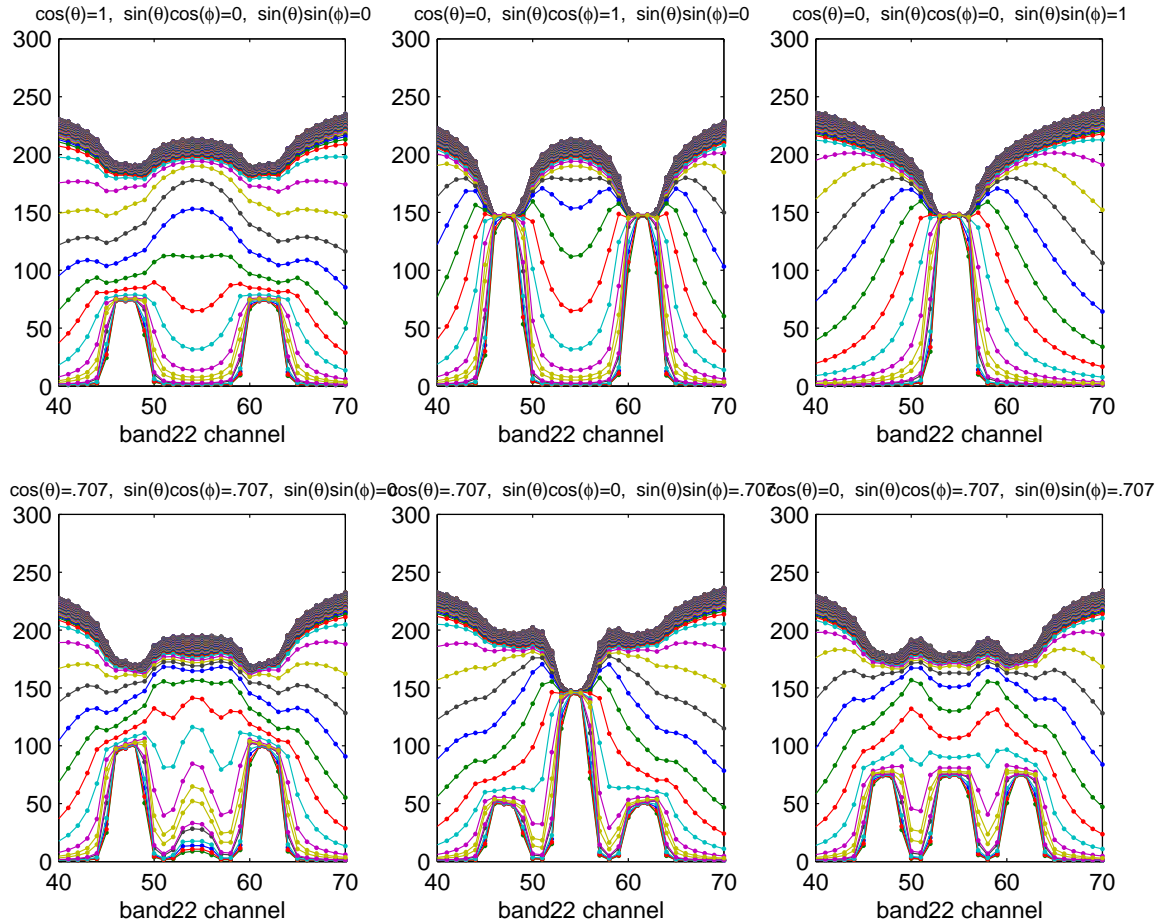 cos(θ)=1, sin(θ)cos(ϕ)=0, sin(θ)sin(ϕ)=0
300
250
200
150
100
50
0
40 50 60 70
band22 channel
cos(θ)=0, sin(θ)cos(ϕ)=1, sin(θ)sin(ϕ)=0
300
250
200
150
100
50
0
40 50 60 70
band22 channel
cos(θ)=0, sin(θ)cos(ϕ)=0, sin(θ)sin(ϕ)=1
300
250
200
150
100
50
0
40 50 60 70
band22 channel
cos(θ)=.707, sin(θ)cos(ϕ)=.707, sin(θ)sin(ϕ)=0
300
250
200
150
100
50
0
40 50 60 70
band22 channel
cos(θ)=.707, sin(θ)cos(ϕ)=0, sin(θ)sin(ϕ)=.707
300
250
200
150
100
50
0
40 50 60 70
band22 channel
cos(θ)=0, sin(θ)cos(ϕ)=.707, sin(θ)sin(ϕ)=.707
300
250
200
150
100
50
0
40 50 60 70
band22 channel